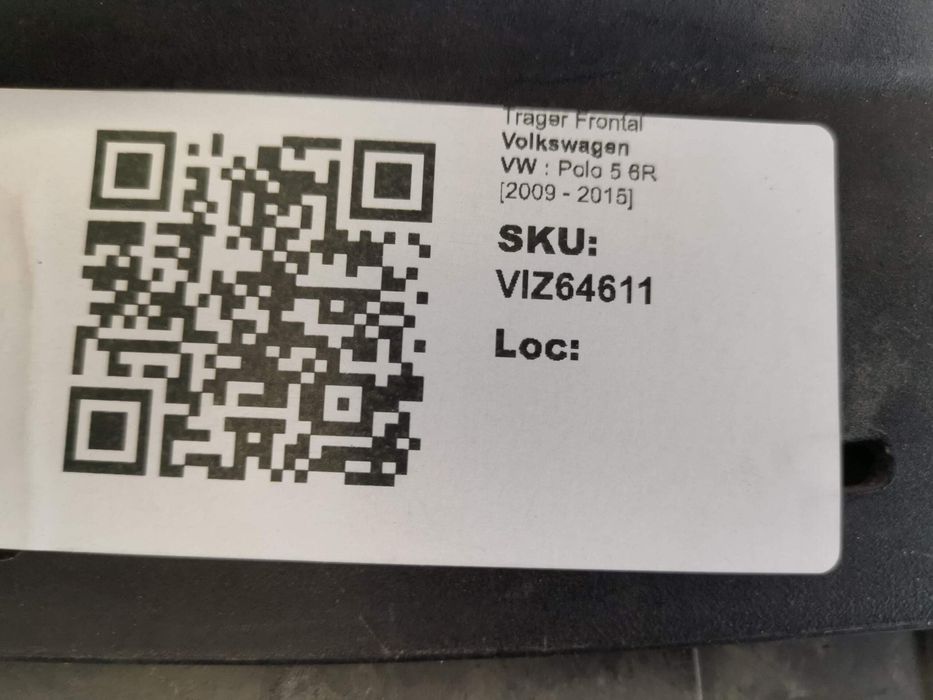 Trager Frontal
Volkswagen
VW : Polo 5 6R
[2009 - 2015]
SKU:
VIZ64611
Loc: